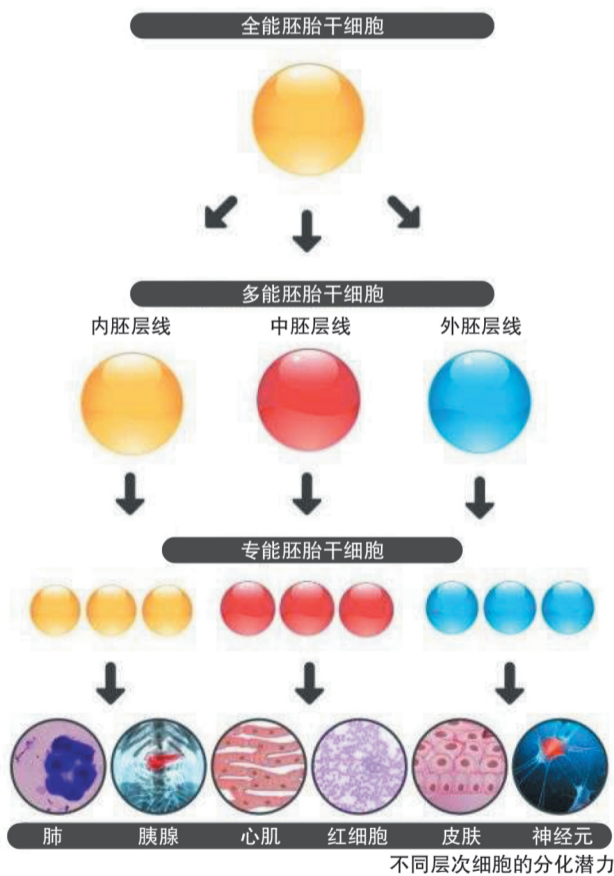 全能胚胎干细胞
多能胚胎干细胞
内胚层线 中胚层线 外胚层线
专能胚胎干细胞
肺 胰腺 心肌 红细胞 皮肤 神经元
不同层次细胞的分化潜力